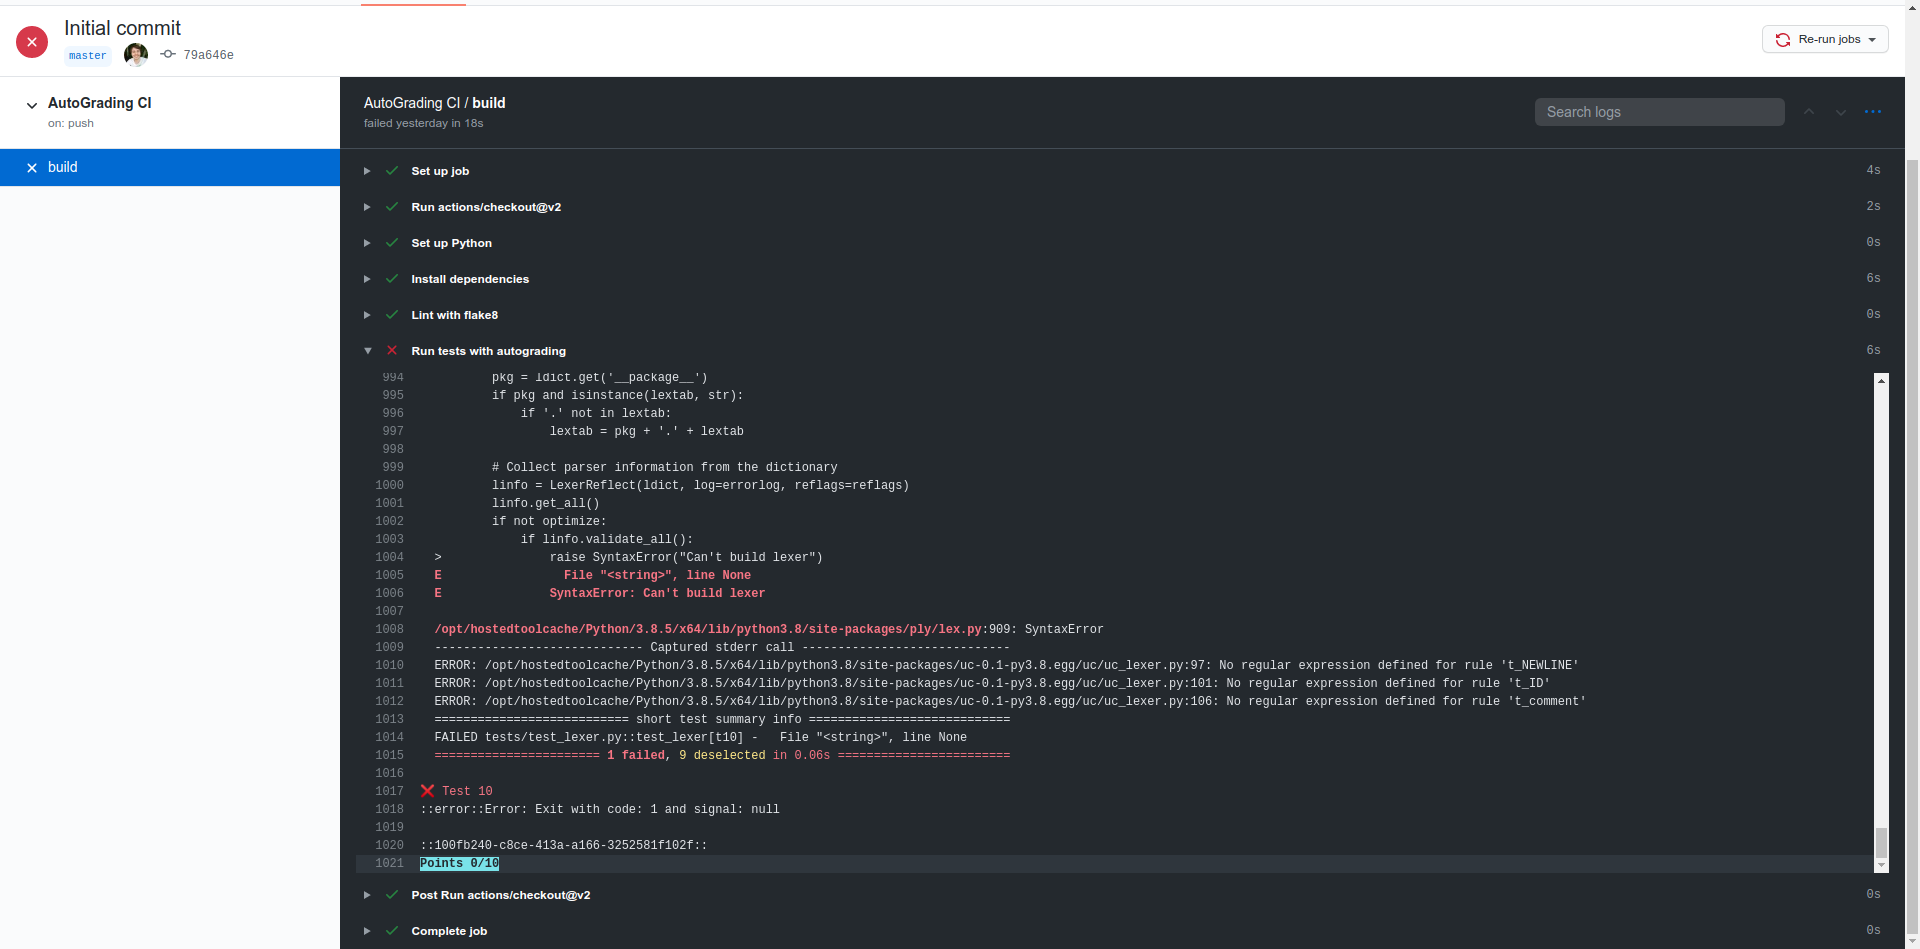 Initial commit
master 79a646e
Re-run jobs
AutoGrading CI
on: push
build
AutoGrading CI / build
failed yesterday in 18s
Search logs
Set up job 4s
Run actions/checkout@v2 2s
Set up Python 0s
Install dependencies 6s
Lint with flake8 0s
Run tests with autograding 6s
994 pkg = ldict.get('__package__')
995 if pkg and isinstance(lextab, str):
996 if '.' not in lextab:
997 lextab = pkg + '.' + lextab
998
999 # Collect parser information from the dictionary
1000 linfo = LexerReflect(ldict, log=errorlog, reflags=reflags)
1001 linfo.get_all()
1002 if not optimize:
1003 if linfo.validate_all():
1004 > raise SyntaxError("Can't build lexer")
1005 E File "<string>", line None
1006 E SyntaxError: Can't build lexer
1007
1008 /opt/hostedtoolcache/Python/3.8.5/x64/lib/python3.8/site-packages/ply/lex.py:909: SyntaxError
1009 ----------------------------- Captured stderr call -----------------------------
1010 ERROR: /opt/hostedtoolcache/Python/3.8.5/x64/lib/python3.8/site-packages/uc-0.1-py3.8.egg/uc/uc_lexer.py:97: No regular expression defined for rule 't_NEWLINE'
1011 ERROR: /opt/hostedtoolcache/Python/3.8.5/x64/lib/python3.8/site-packages/uc-0.1-py3.8.egg/uc/uc_lexer.py:101: No regular expression defined for rule 't_ID'
1012 ERROR: /opt/hostedtoolcache/Python/3.8.5/x64/lib/python3.8/site-packages/uc-0.1-py3.8.egg/uc/uc_lexer.py:106: No regular expression defined for rule 't_comment'
1013 =========================== short test summary info ============================
1014 FAILED tests/test_lexer.py::test_lexer[t10] - File "<string>", line None
1015 ======================= 1 failed, 9 deselected in 0.06s ========================
1016
1017 ❌ Test 10
1018 ::error::Error: Exit with code: 1 and signal: null
1019
1020 ::100fb240-c8ce-413a-a166-3252581f102f::
1021 Points 0/10
Post Run actions/checkout@v2 0s
Complete job 0s